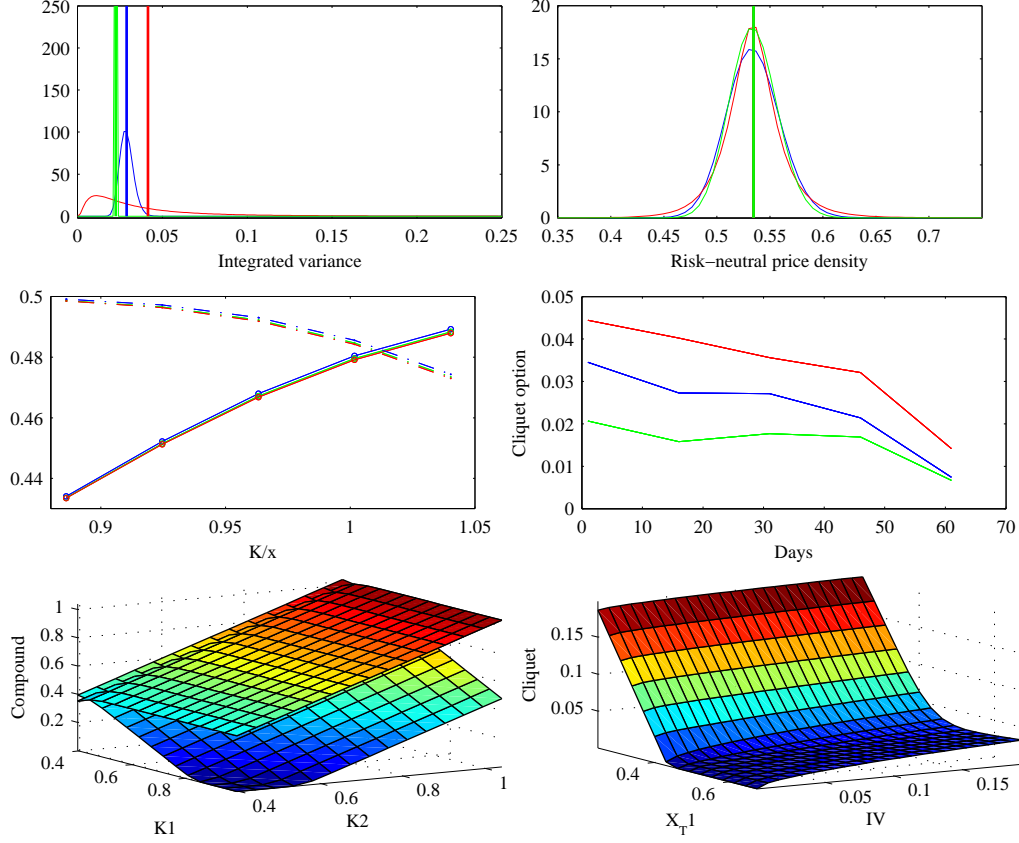 250
200
150
100
50
0
0 0.05 0.1 0.15 0.2 0.25
Integrated variance
20
15
10
5
0
0.35 0.4 0.45 0.5 0.55 0.6 0.65 0.7
Risk−neutral price density
0.5
0.48
0.46
0.44
0.9 0.95 1 1.05
K/x
0.05
0.04
0.03
0.02
0.01
0
Cliquet option
0 10 20 30 40 50 60 70
Days
1
0.8
0.6
0.4
0.2
Compound
0.4 0.6 0.8
K1
0.4 0.6 0.8 1
K2
0.15
0.1
0.05
Cliquet
0.4 0.6
X_T1
0.05 0.1 0.15
IV